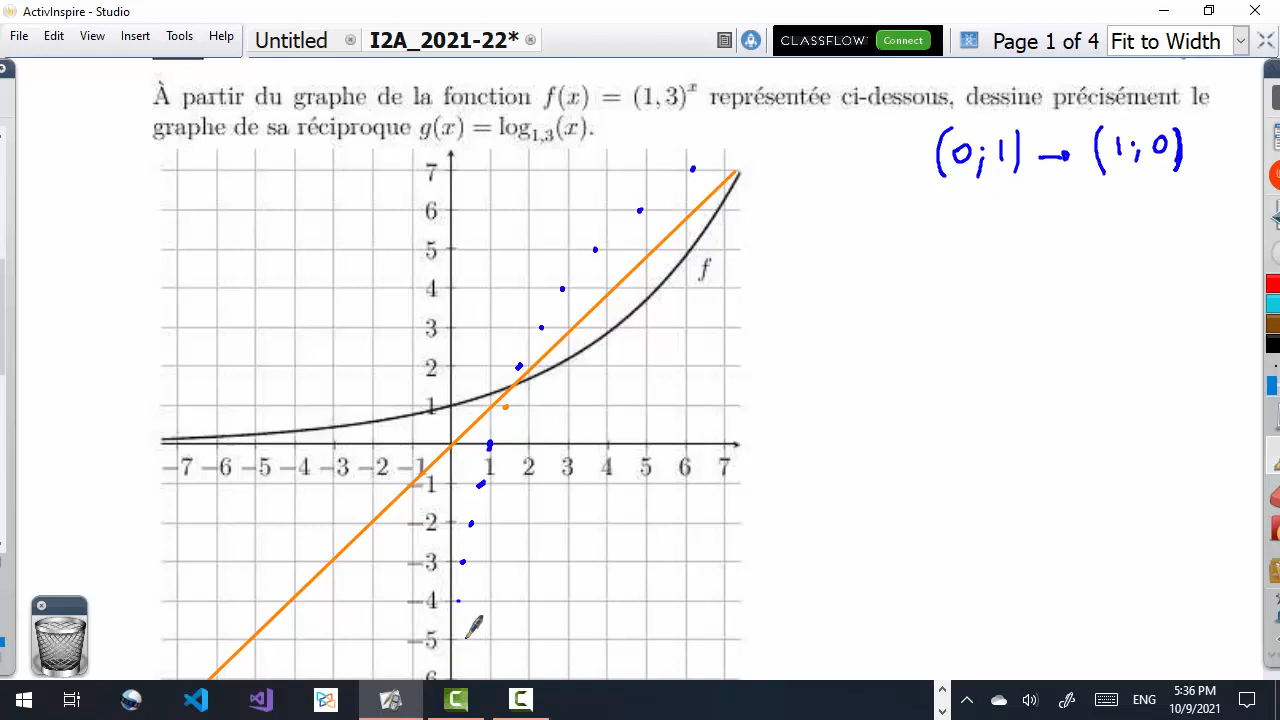 ActivInspire - Studio
File Edit View Insert Tools Help Untitled I2A_2021-22* CLASSFLOW Connect Page 1 of 4 Fit to Width
À partir du graphe de la fonction f(x) = (1,3)^x représentée ci-dessous, dessine précisément le
graphe de sa réciproque g(x) = log_{1,3}(x).
(0;1) → (1;0)
7
6
5
f
4
3
2
1
−7 −6 −5 −4 −3 −2 −1 1 2 3 4 5 6 7
−1
−2
−3
−4
−5
6
ENG 5:36 PM
10/9/2021